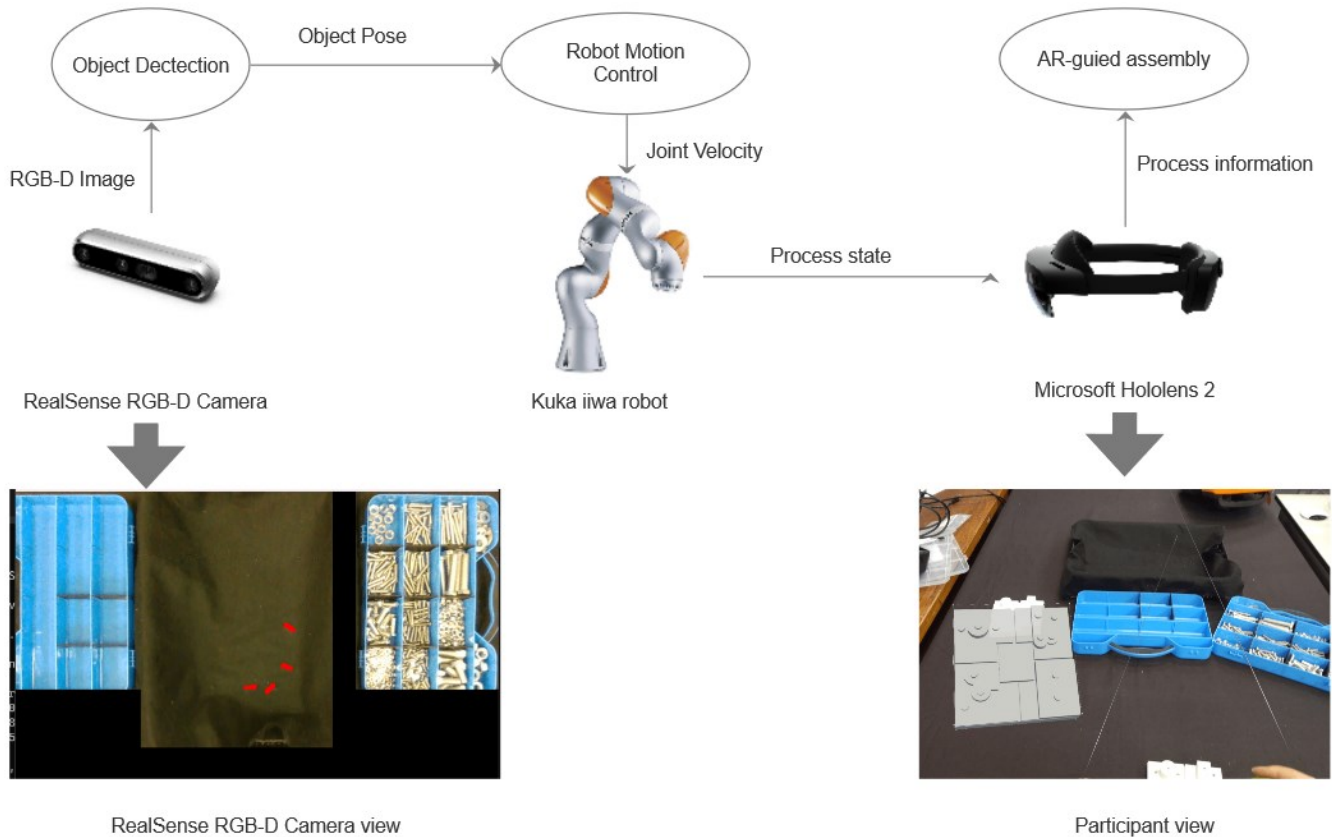 Object Dectection
Object Pose
Robot Motion
Control
AR-guied assembly
RGB-D Image
Joint Velocity
Process information
Process state
RealSense RGB-D Camera
Kuka iiwa robot
Microsoft Hololens 2
RealSense RGB-D Camera view
Participant view